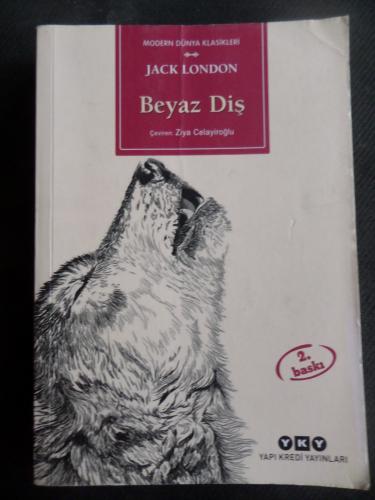 MODERN DÜNYA KLASİKLERİ
JACK LONDON
Beyaz Diş
Çeviren: Ziya Celayiroğlu
2.
baskı
YKY
YAPI KREDİ YAYINLARI